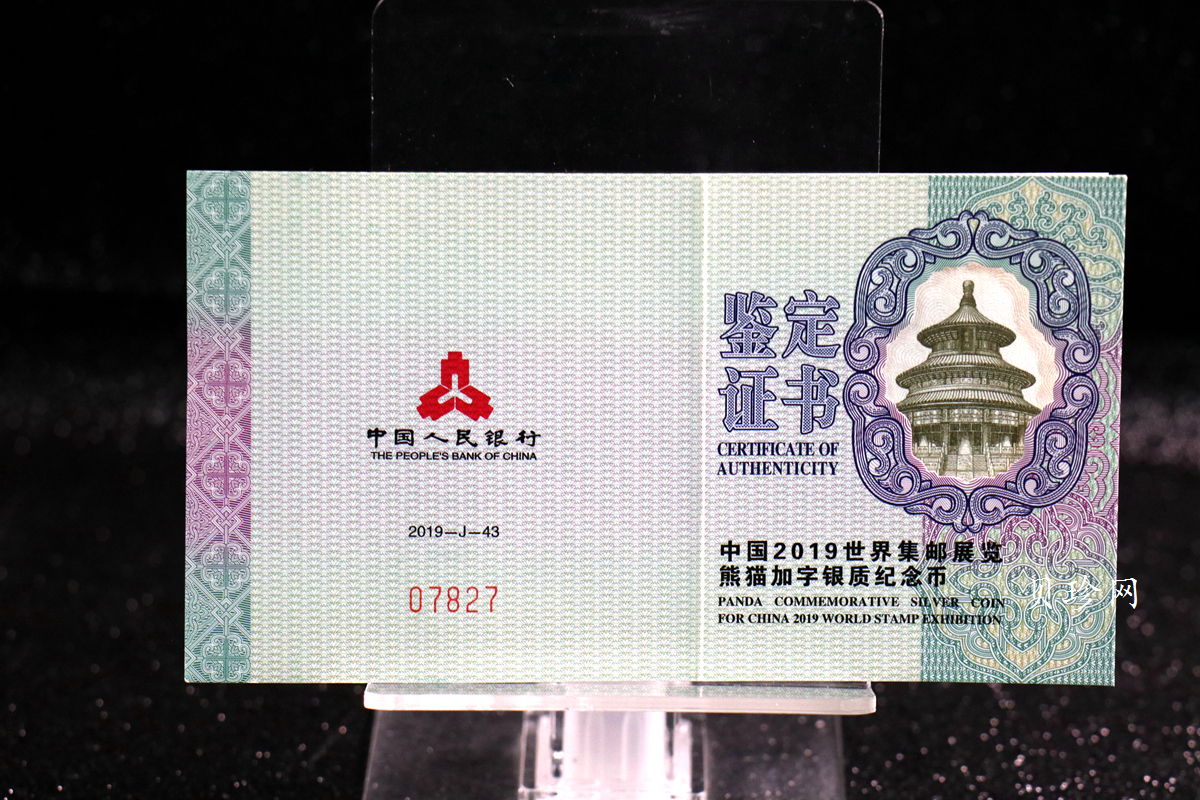 中国人民银行
THE PEOPLE'S BANK OF CHINA
2019—J—43
07827
鉴定
证书
CERTIFICATE OF
AUTHENTICITY
中国2019世界集邮展览
熊猫加字银质纪念币
PANDA COMMEMORATIVE SILVER COIN
FOR CHINA 2019 WORLD STAMP EXHIBITION
贝珍网